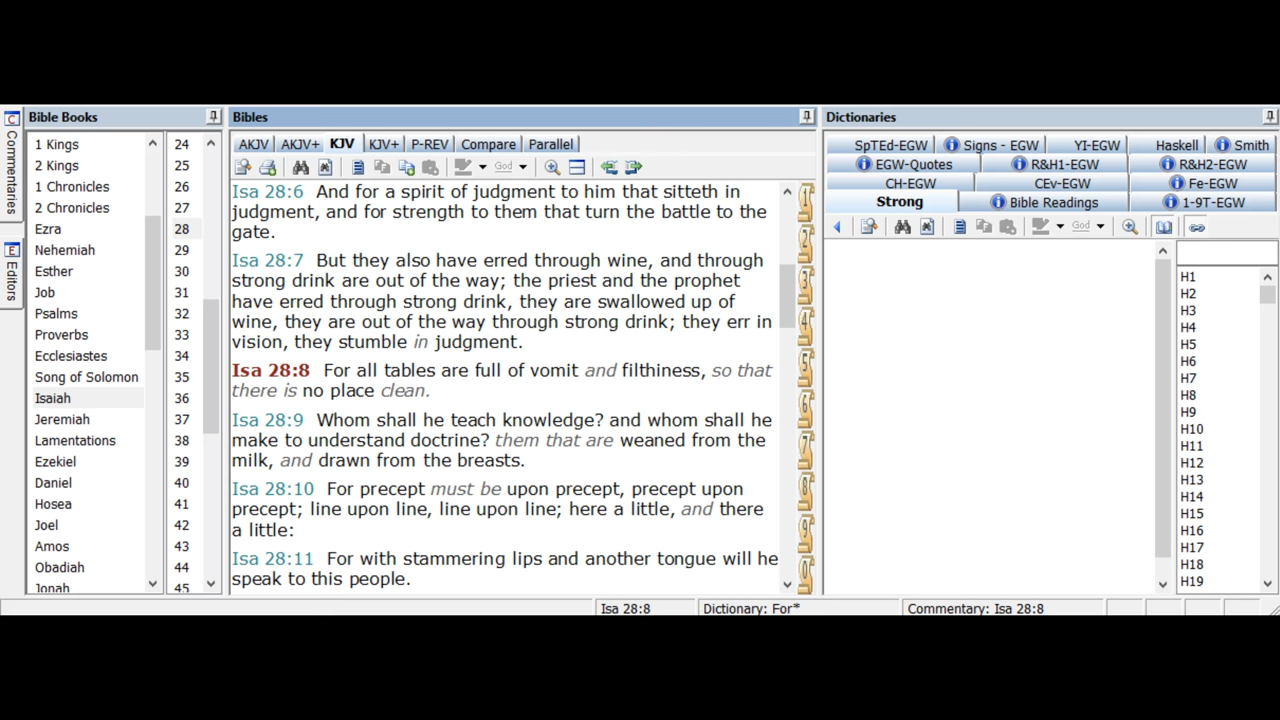 Bible Books
Bibles
Dictionaries
Commentaries
Editors
1 Kings
2 Kings
1 Chronicles
2 Chronicles
Ezra
Nehemiah
Esther
Job
Psalms
Proverbs
Ecclesiastes
Song of Solomon
Isaiah
Jeremiah
Lamentations
Ezekiel
Daniel
Hosea
Joel
Amos
Obadiah
Jonah
24
25
26
27
28
29
30
31
32
33
34
35
36
37
38
39
40
41
42
43
44
45
AKJV AKJV+ KJV KJV+ P-REV Compare Parallel
God
Isa 28:6 And for a spirit of judgment to him that sitteth in
judgment, and for strength to them that turn the battle to the
gate.
Isa 28:7 But they also have erred through wine, and through
strong drink are out of the way; the priest and the prophet
have erred through strong drink, they are swallowed up of
wine, they are out of the way through strong drink; they err in
vision, they stumble in judgment.
Isa 28:8 For all tables are full of vomit and filthiness, so that
there is no place clean.
Isa 28:9 Whom shall he teach knowledge? and whom shall he
make to understand doctrine? them that are weaned from the
milk, and drawn from the breasts.
Isa 28:10 For precept must be upon precept, precept upon
precept; line upon line, line upon line; here a little, and there
a little:
Isa 28:11 For with stammering lips and another tongue will he
speak to this people.
1
2
3
4
5
6
7
8
9
0
SpTEd-EGW Signs - EGW YI-EGW Haskell Smith
EGW-Quotes R&H1-EGW R&H2-EGW
CH-EGW CEv-EGW Fe-EGW
Strong Bible Readings 1-9T-EGW
God
H1
H2
H3
H4
H5
H6
H7
H8
H9
H10
H11
H12
H13
H14
H15
H16
H17
H18
H19
Isa 28:8 Dictionary: For* Commentary: Isa 28:8